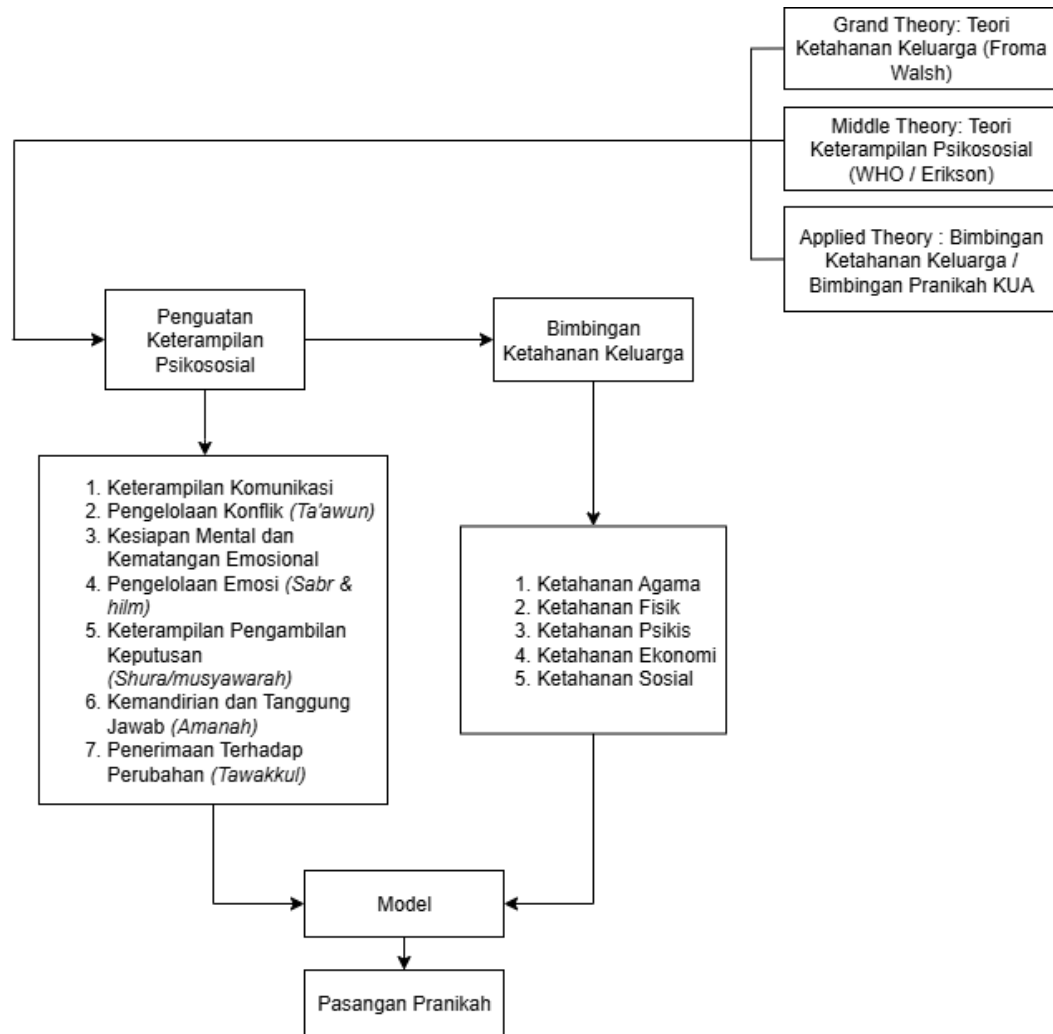 Grand Theory: Teori
Ketahanan Keluarga (Froma
Walsh)
Middle Theory: Teori
Keterampilan Psikososial
(WHO / Erikson)
Applied Theory : Bimbingan
Ketahanan Keluarga /
Bimbingan Pranikah KUA
Penguatan
Keterampilan
Psikososial
Bimbingan
Ketahanan Keluarga
1. Keterampilan Komunikasi
2. Pengelolaan Konflik (Ta'awun)
3. Kesiapan Mental dan
Kematangan Emosional
4. Pengelolaan Emosi (Sabr &
hilm)
5. Keterampilan Pengambilan
Keputusan
(Shura/musyawarah)
6. Kemandirian dan Tanggung
Jawab (Amanah)
7. Penerimaan Terhadap
Perubahan (Tawakkul)
1. Ketahanan Agama
2. Ketahanan Fisik
3. Ketahanan Psikis
4. Ketahanan Ekonomi
5. Ketahanan Sosial
Model
Pasangan Pranikah